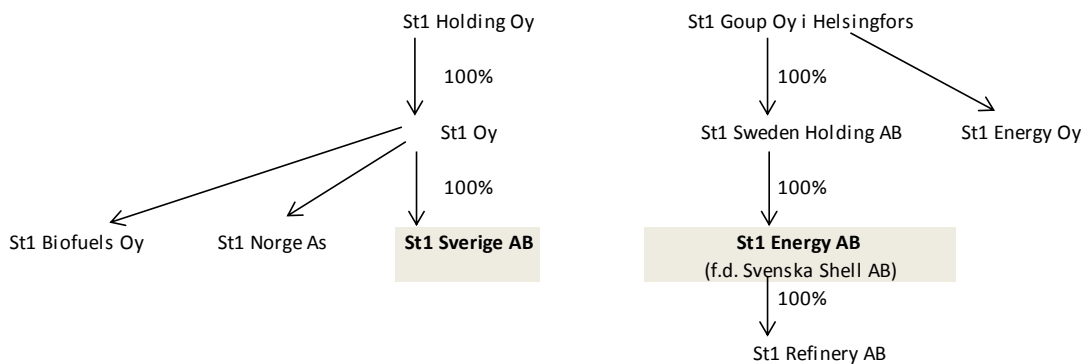 St1 Holding Oy
St1 Goup Oy i Helsingfors
100%
100%
St1 Oy
St1 Sweden Holding AB
St1 Energy Oy
100%
100%
St1 Biofuels Oy
St1 Norge As
St1 Sverige AB
St1 Energy AB
(f.d. Svenska Shell AB)
100%
St1 Refinery AB